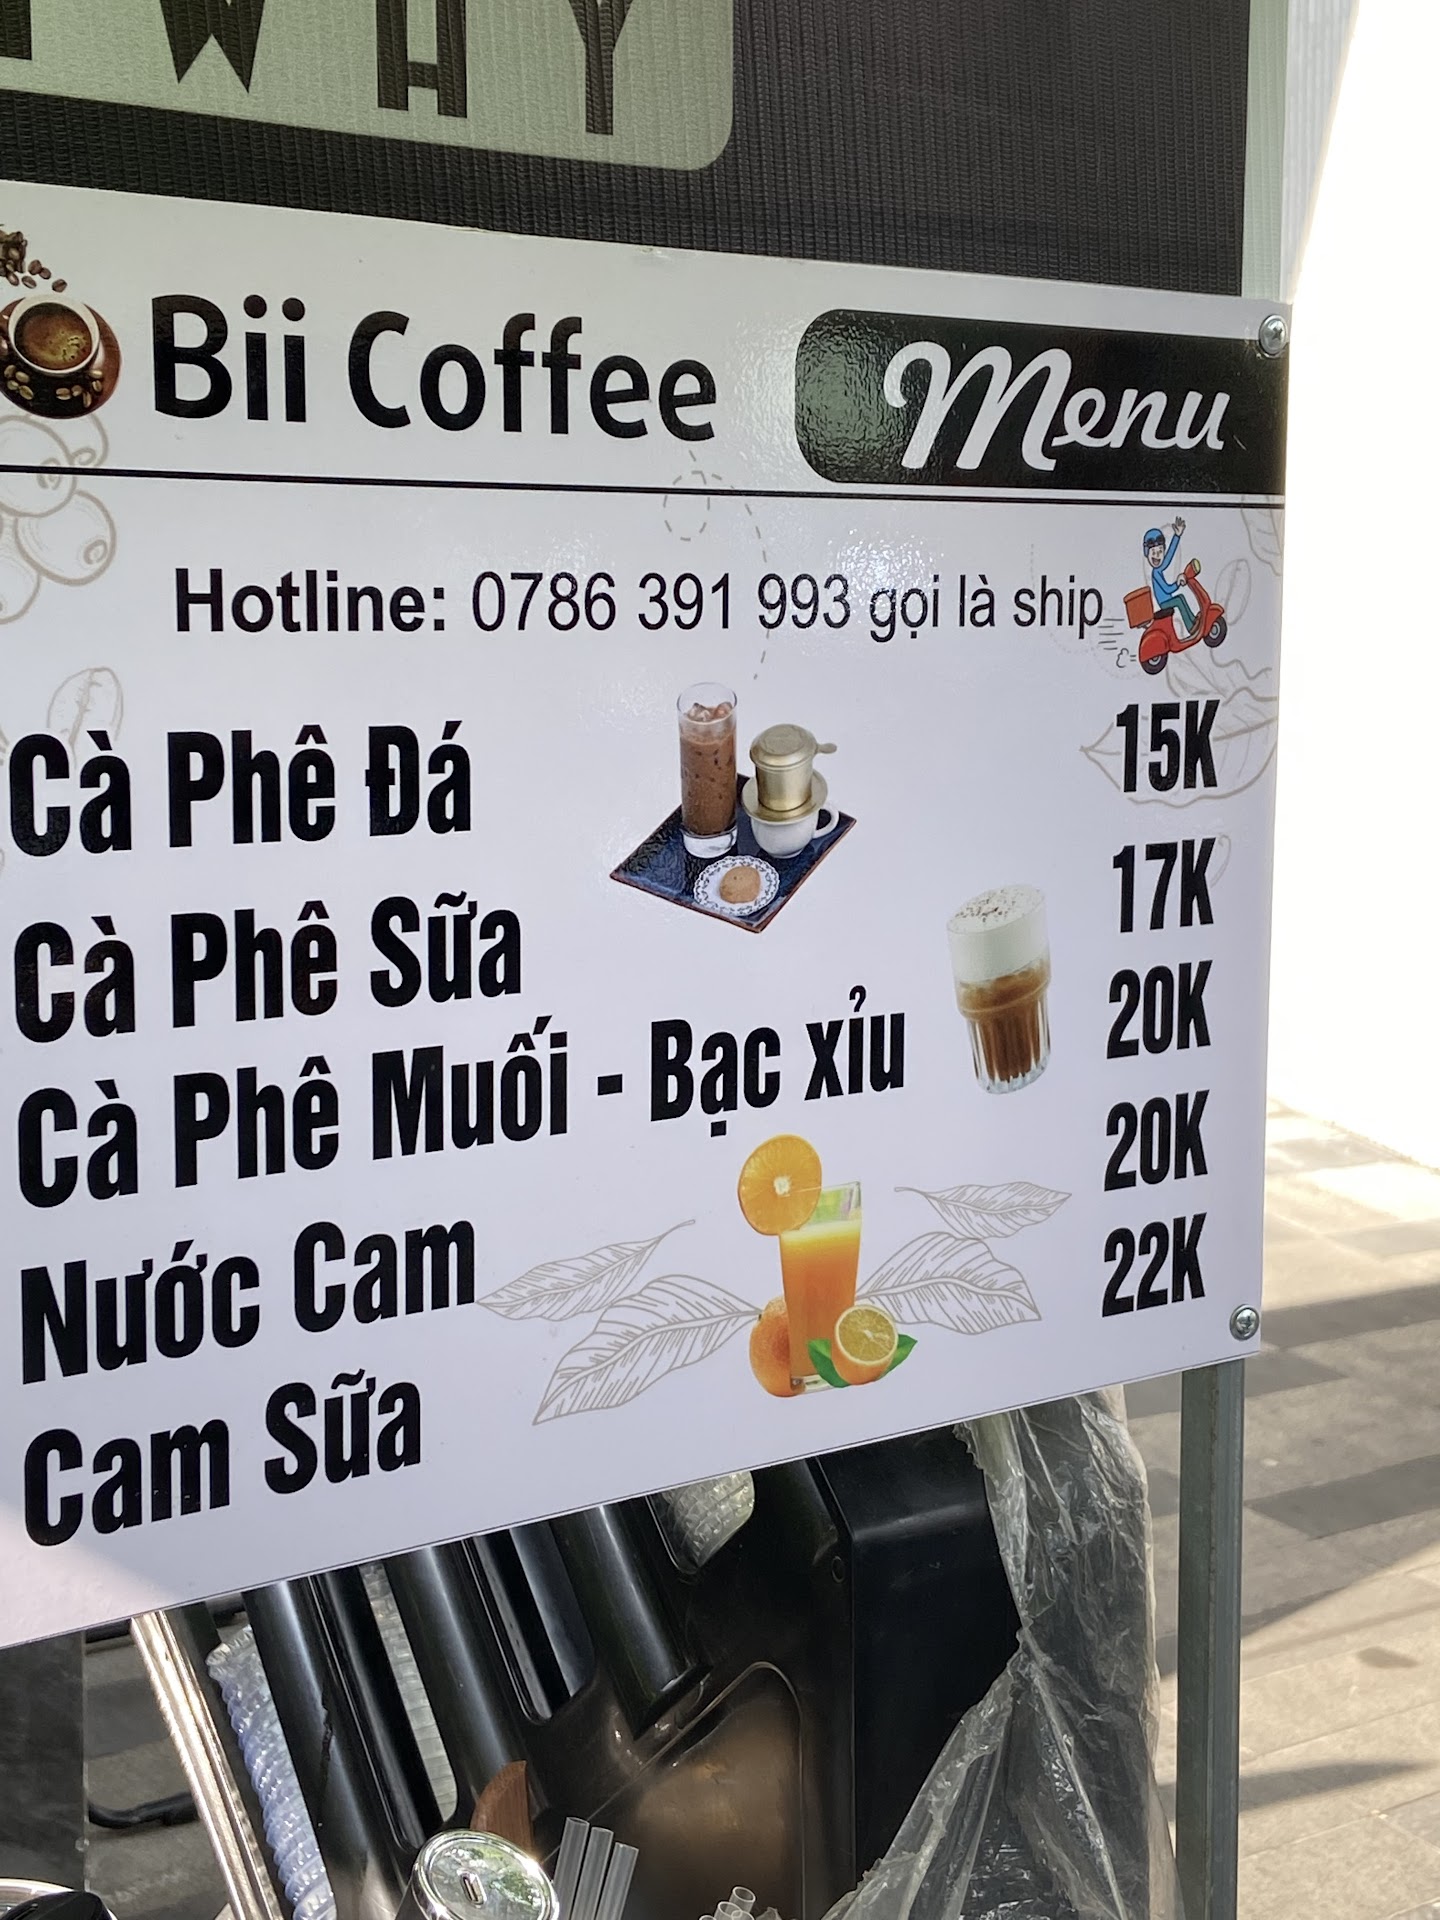 WAY
Bii Coffee Menu
Hotline: 0786 391 993 gọi là ship
Cà Phê Đá 15K
Cà Phê Sữa 17K
Cà Phê Muối - Bạc xỉu 20K
Nước Cam 20K
Cam Sữa 22K